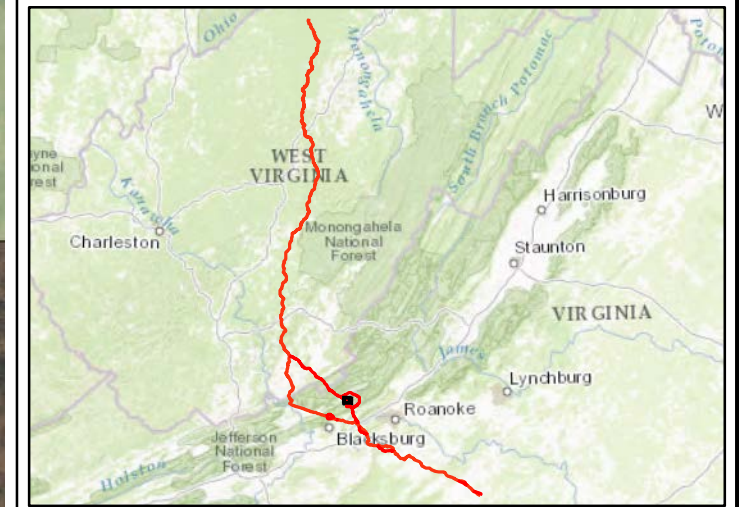 Ohio
Monongahela
South Branch Potomac
WEST
VIRGINIA
Kanawha
Harrisonburg
Charleston
Monongahela
National
Forest
Staunton
VIRGINIA
James
Lynchburg
Roanoke
Blacksburg
Jefferson
National
Forest
Holston